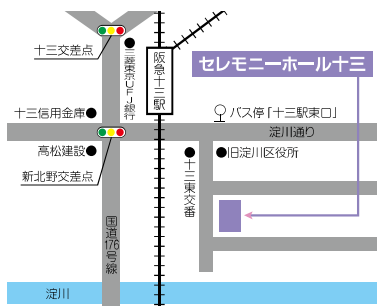 十三交差点
三菱東京UFJ銀行
阪急十三駅
セレモニーホール十三
十三信用金庫
バス停「十三駅東口」
淀川通り
高松建設
新北野交差点
旧淀川区役所
十三東交番
国道176号線
淀川